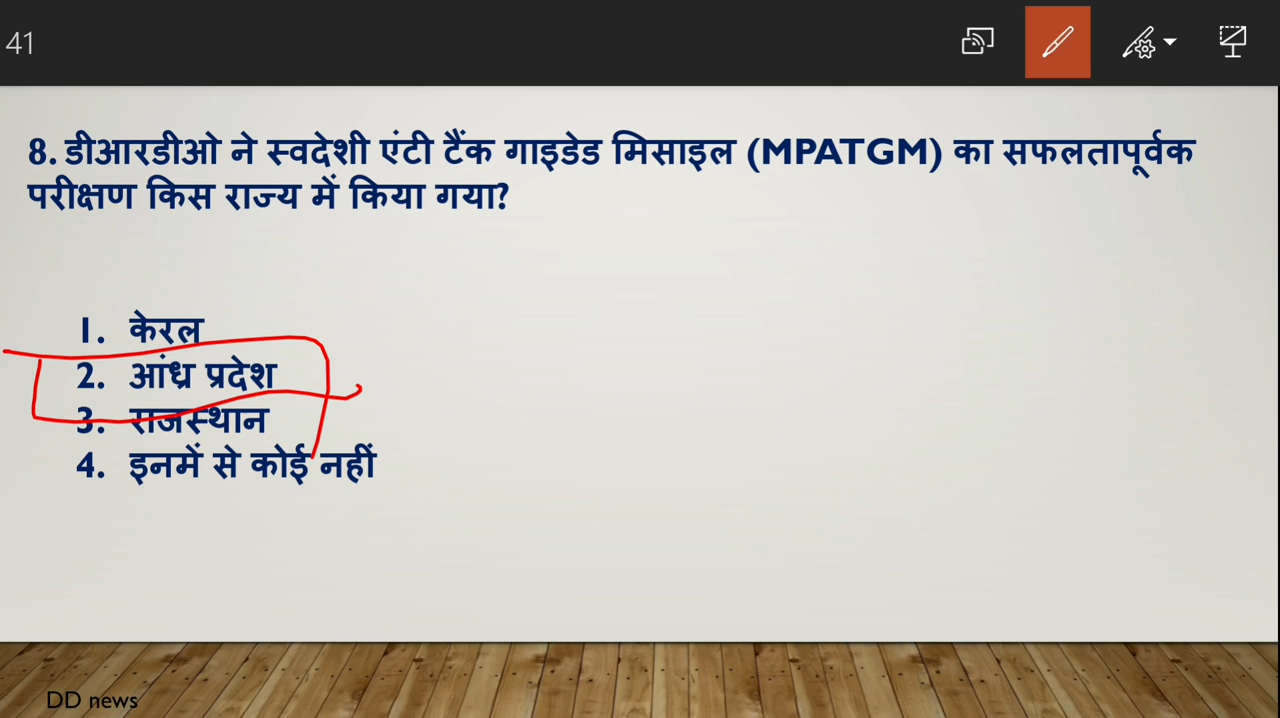 41
8. डीआरडीओ ने स्वदेशी एंटी टैंक गाइडेड मिसाइल (MPATGM) का सफलतापूर्वक
परीक्षण किस राज्य में किया गया?
1. केरल
2. आंध्र प्रदेश
3. राजस्थान
4. इनमें से कोई नहीं
DD news